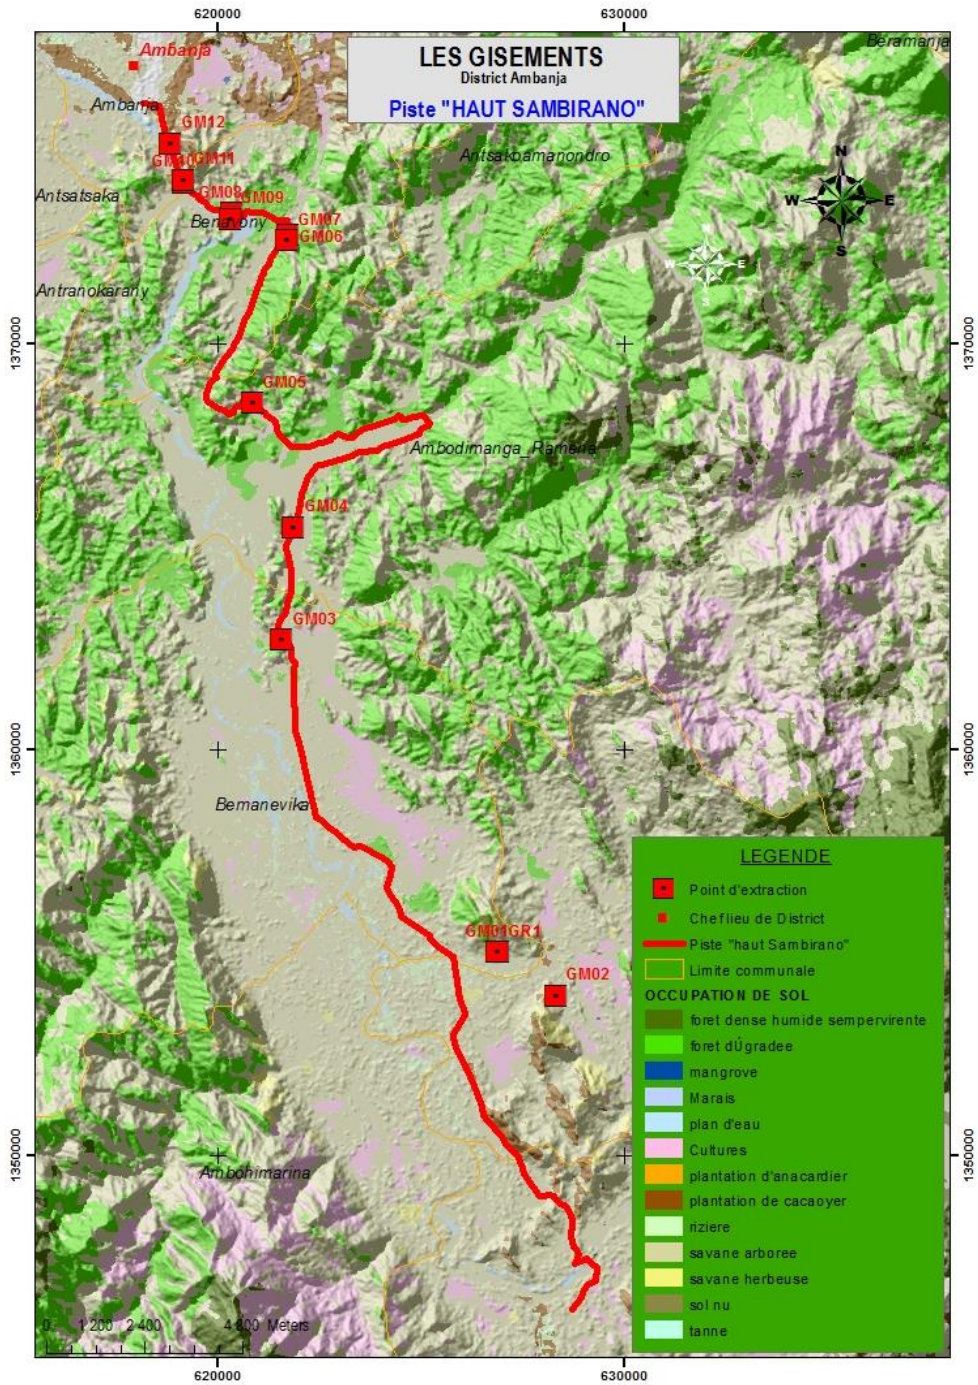 620000
630000
LES GISEMENTS
District Ambanja
Piste "HAUT SAMBIRANO"
Beramanja
Ambanja
Ambanja
GM12
GM11
Antsatsaka
GM08
GM09
Benavony
GM07
GM06
N
W
E
S
N
W
E
S
Antranokarany
1370000
1370000
GM05
Ambodimanga_Ramena
GM04
GM03
1360000
1360000
Bemanevika
GM01GR1
GM02
1350000
1350000
Ambohimarina
LEGENDE
Point d'extraction
Chef lieu de District
Piste "haut Sambirano"
Limite communale
OCCUPATION DE SOL
foret dense humide sempervirente
foret dÚgradee
mangrove
Marais
plan d'eau
Cultures
plantation d'anacardier
plantation de cacaoyer
riziere
savane arboree
savane herbeuse
sol nu
tanne
0 1 200 2 400 4 800 Meters
620000
630000